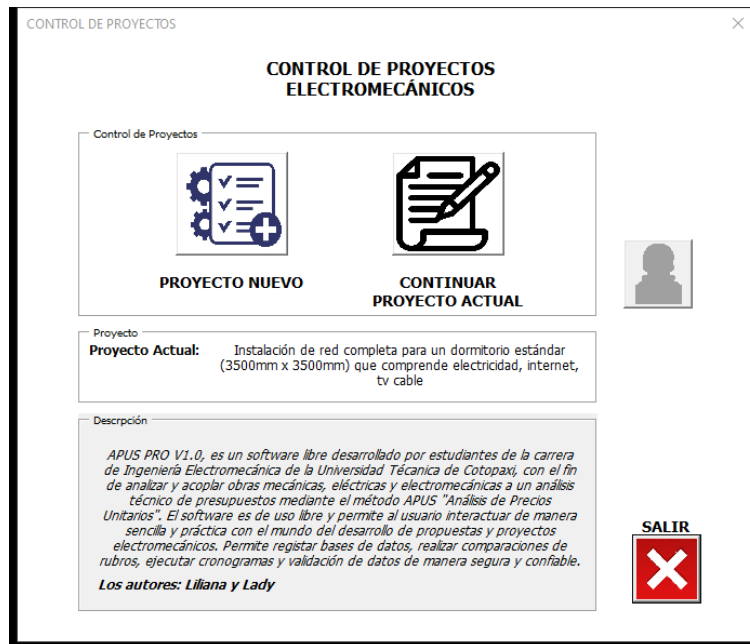 CONTROL DE PROYECTOS
CONTROL DE PROYECTOS
ELECTROMECÁNICOS
Control de Proyectos
PROYECTO NUEVO
CONTINUAR
PROYECTO ACTUAL
Proyecto
Proyecto Actual: Instalación de red completa para un dormitorio estándar
(3500mm x 3500mm) que comprende electricidad, internet,
tv cable
Descrpción
APUS PRO V1.0, es un software libre desarrollado por estudiantes de la carrera
de Ingeniería Electromecánica de la Universidad Técanica de Cotopaxi, con el fin
de analizar y acoplar obras mecánicas, eléctricas y electromecánicas a un análisis
técnico de presupuestos mediante el método APUS "Análisis de Precios
Unitarios". El software es de uso libre y permite al usuario interactuar de manera
sencilla y práctica con el mundo del desarrollo de propuestas y proyectos
electromecánicos. Permite registar bases de datos, realizar comparaciones de
rubros, ejecutar cronogramas y validación de datos de manera segura y confiable.
Los autores: Liliana y Lady
SALIR